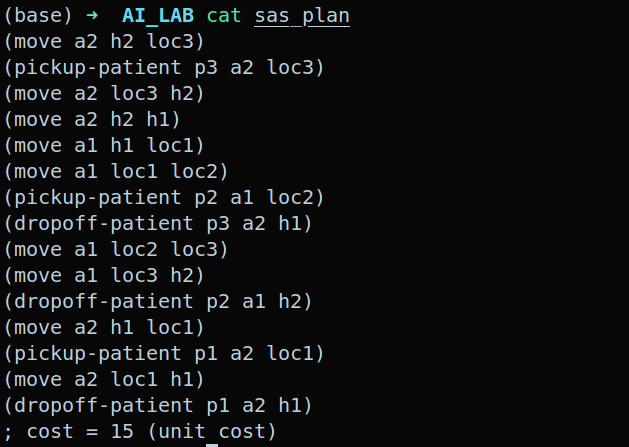 (base) → AI_LAB cat sas_plan
(move a2 h2 loc3)
(pickup-patient p3 a2 loc3)
(move a2 loc3 h2)
(move a2 h2 h1)
(move a1 h1 loc1)
(move a1 loc1 loc2)
(pickup-patient p2 a1 loc2)
(dropoff-patient p3 a2 h1)
(move a1 loc2 loc3)
(move a1 loc3 h2)
(dropoff-patient p2 a1 h2)
(move a2 h1 loc1)
(pickup-patient p1 a2 loc1)
(move a2 loc1 h1)
(dropoff-patient p1 a2 h1)
; cost = 15 (unit cost)